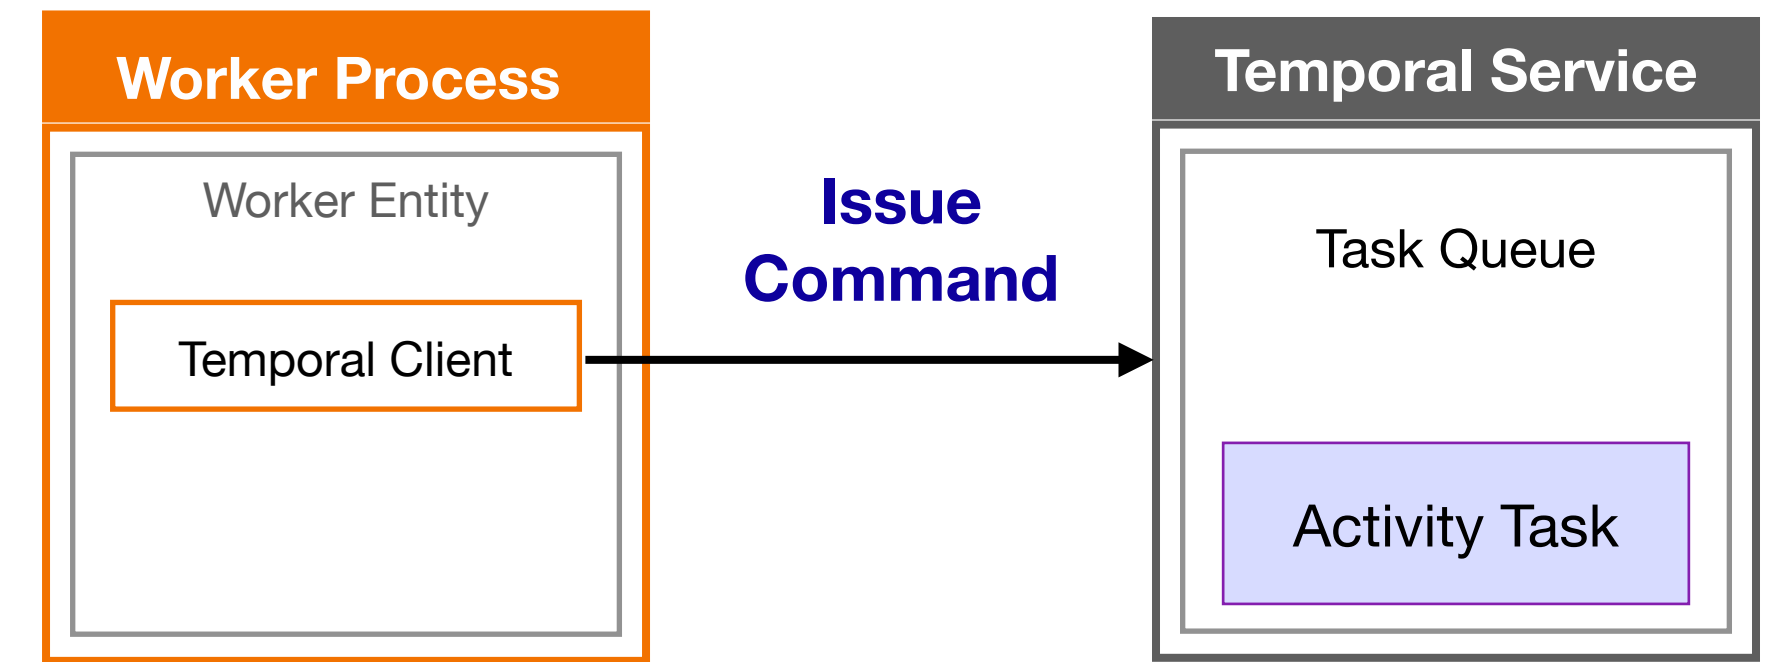 Worker Process
Worker Entity
Temporal Client
Issue
Command
Temporal Service
Task Queue
Activity Task